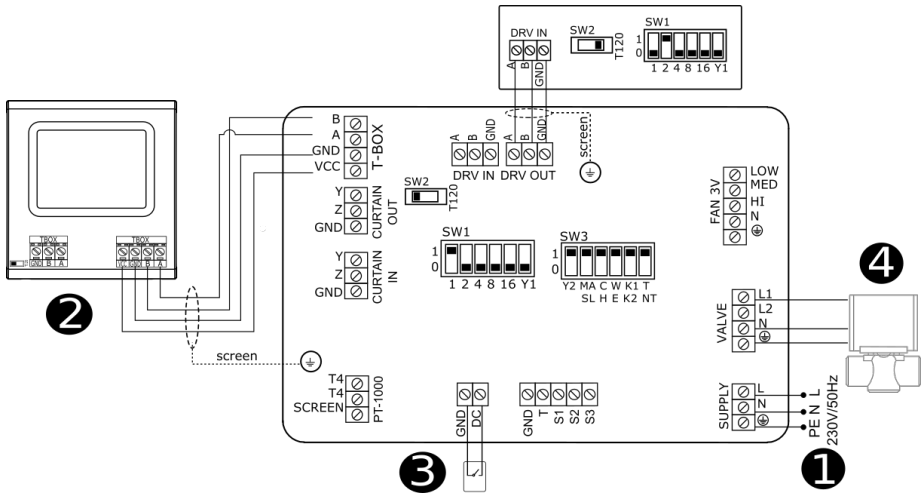 DRV IN
A
B
GND
SW2
T120
SW1
1
0
1 2 4 8 16 Y1
screen
B
A
GND
VCC
T-BOX
A
B
GND
DRV IN
A
B
GND
DRV OUT
SW2
T120
Y
Z
GND
CURTAIN
OUT
Y
Z
GND
CURTAIN
IN
SW1
1
0
1 2 4 8 16 Y1
SW3
1
0
Y2 MA C W K1 T
SL H E K2 NT
FAN 3V
LOW
MED
HI
N
VALVE
L1
L2
N
4
TBOX
GND B A
TBOX
VCC GND B A
2
screen
T4
T4
SCREEN
PT-1000
GND
DC
3
GND
T
S1
S2
S3
SUPPLY
L
N
PE N L
230V/50Hz
1